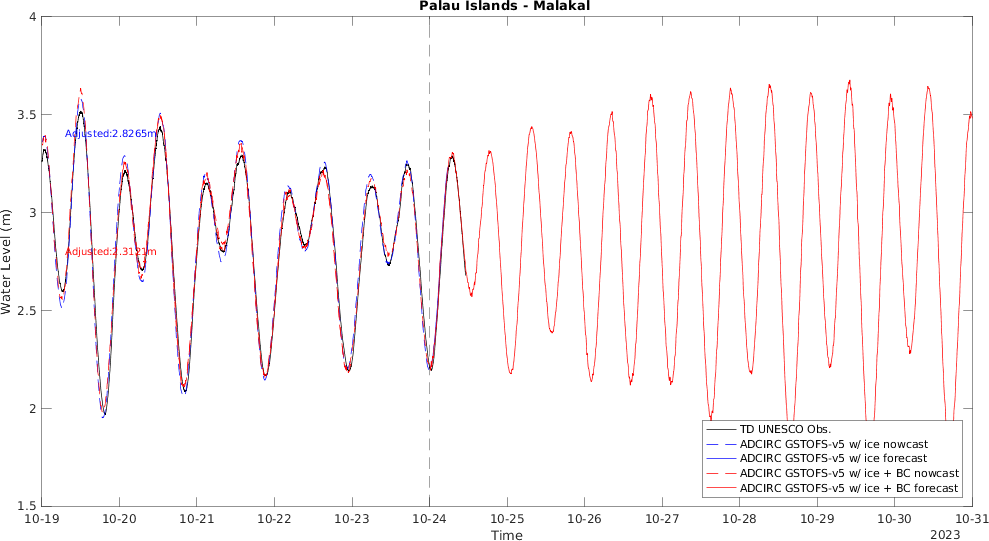 Palau Islands - Malakal
4
3.5
3
2.5
2
1.5
Water Level (m)
Adjusted:2.8265m
Adjusted:2.3121m
TD UNESCO Obs.
ADCIRC GSTOFS-v5 w/ ice nowcast
ADCIRC GSTOFS-v5 w/ ice forecast
ADCIRC GSTOFS-v5 w/ ice + BC nowcast
ADCIRC GSTOFS-v5 w/ ice + BC forecast
10-19 10-20 10-21 10-22 10-23 10-24 10-25 10-26 10-27 10-28 10-29 10-30 10-31
Time
2023